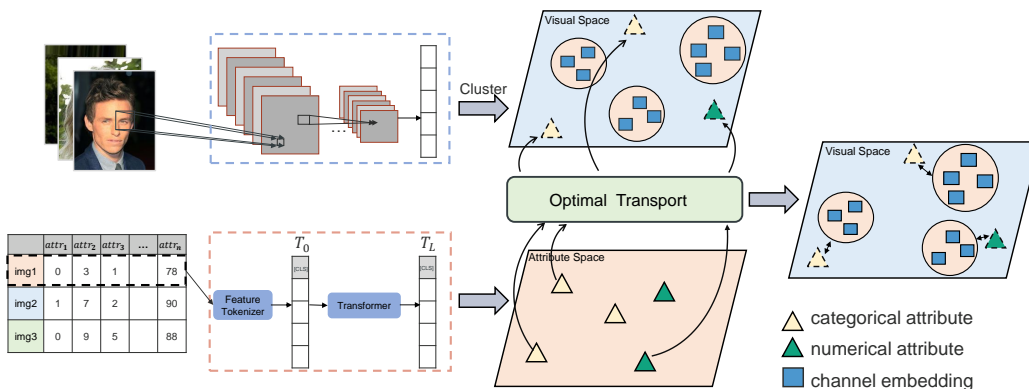 Visual Space
Cluster
...
Optimal Transport
Visual Space
attr1 attr2 attr3 ... attrn
img1 0 3 1 78
img2 1 7 2 90
img3 0 9 5 88
T0
TL
[CLS]
[CLS]
Feature
Tokenizer
Transformer
Attribute Space
categorical attribute
numerical attribute
channel embedding